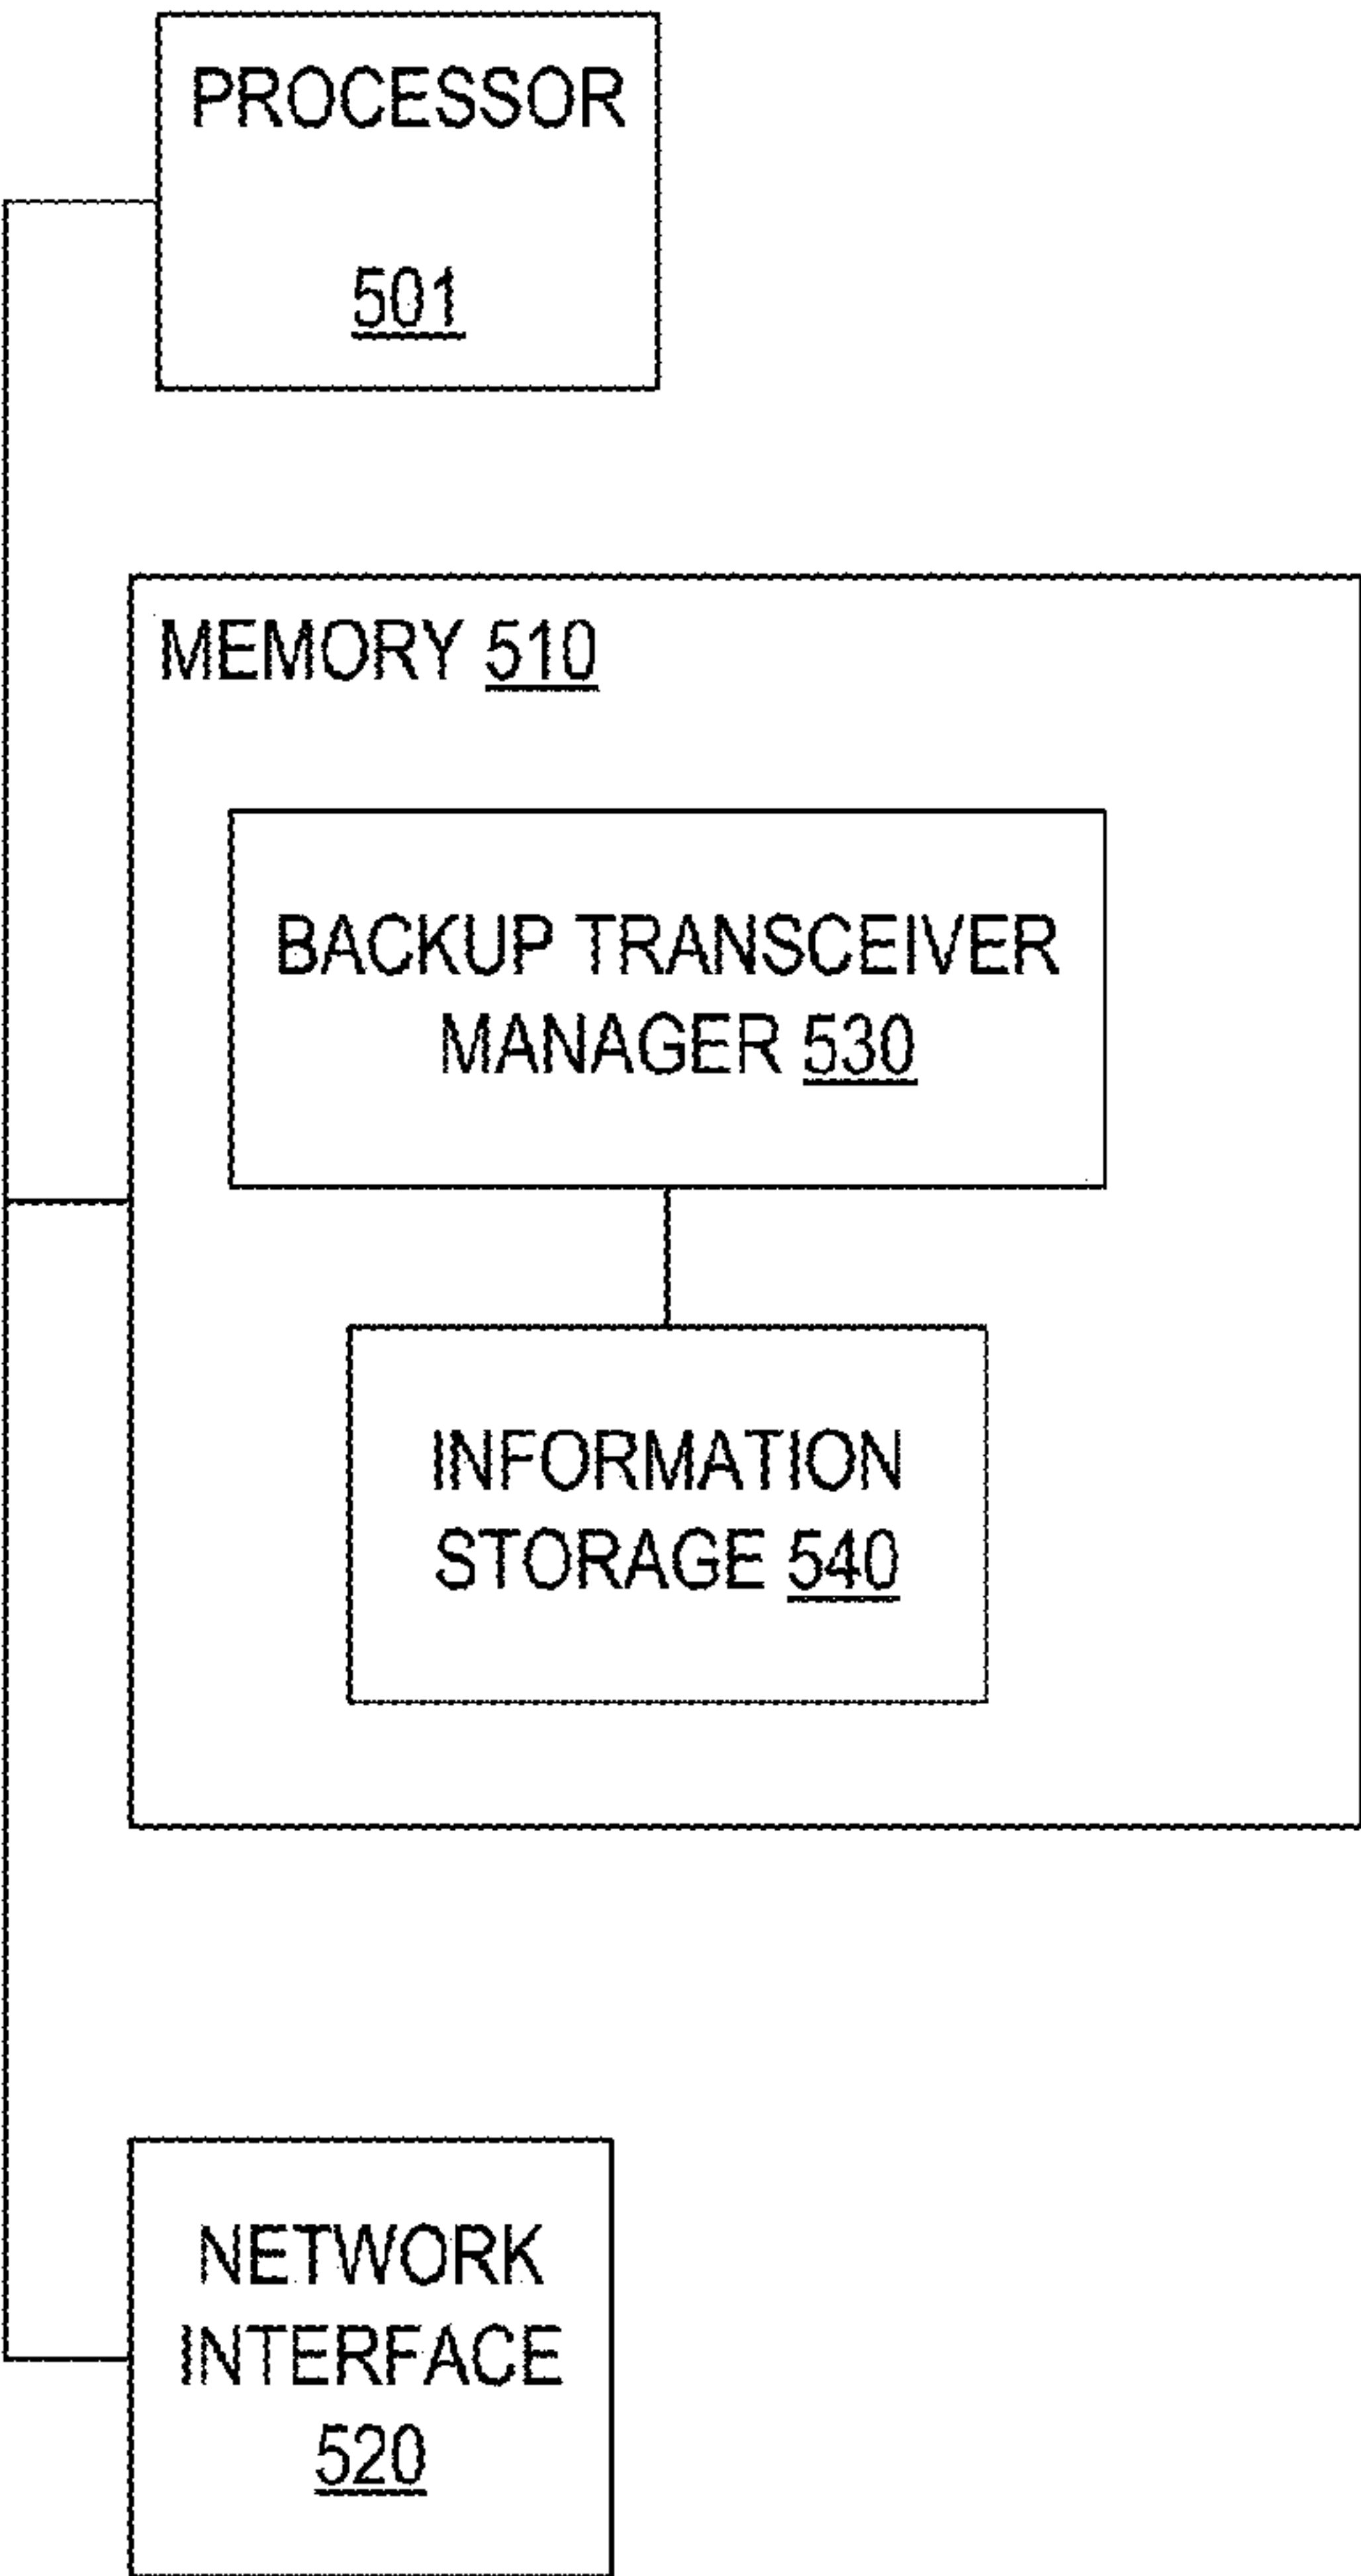 PROCESSOR
501
MEMORY 510
BACKUP TRANSCEIVER
MANAGER 530
INFORMATION
STORAGE 540
NETWORK
INTERFACE
520